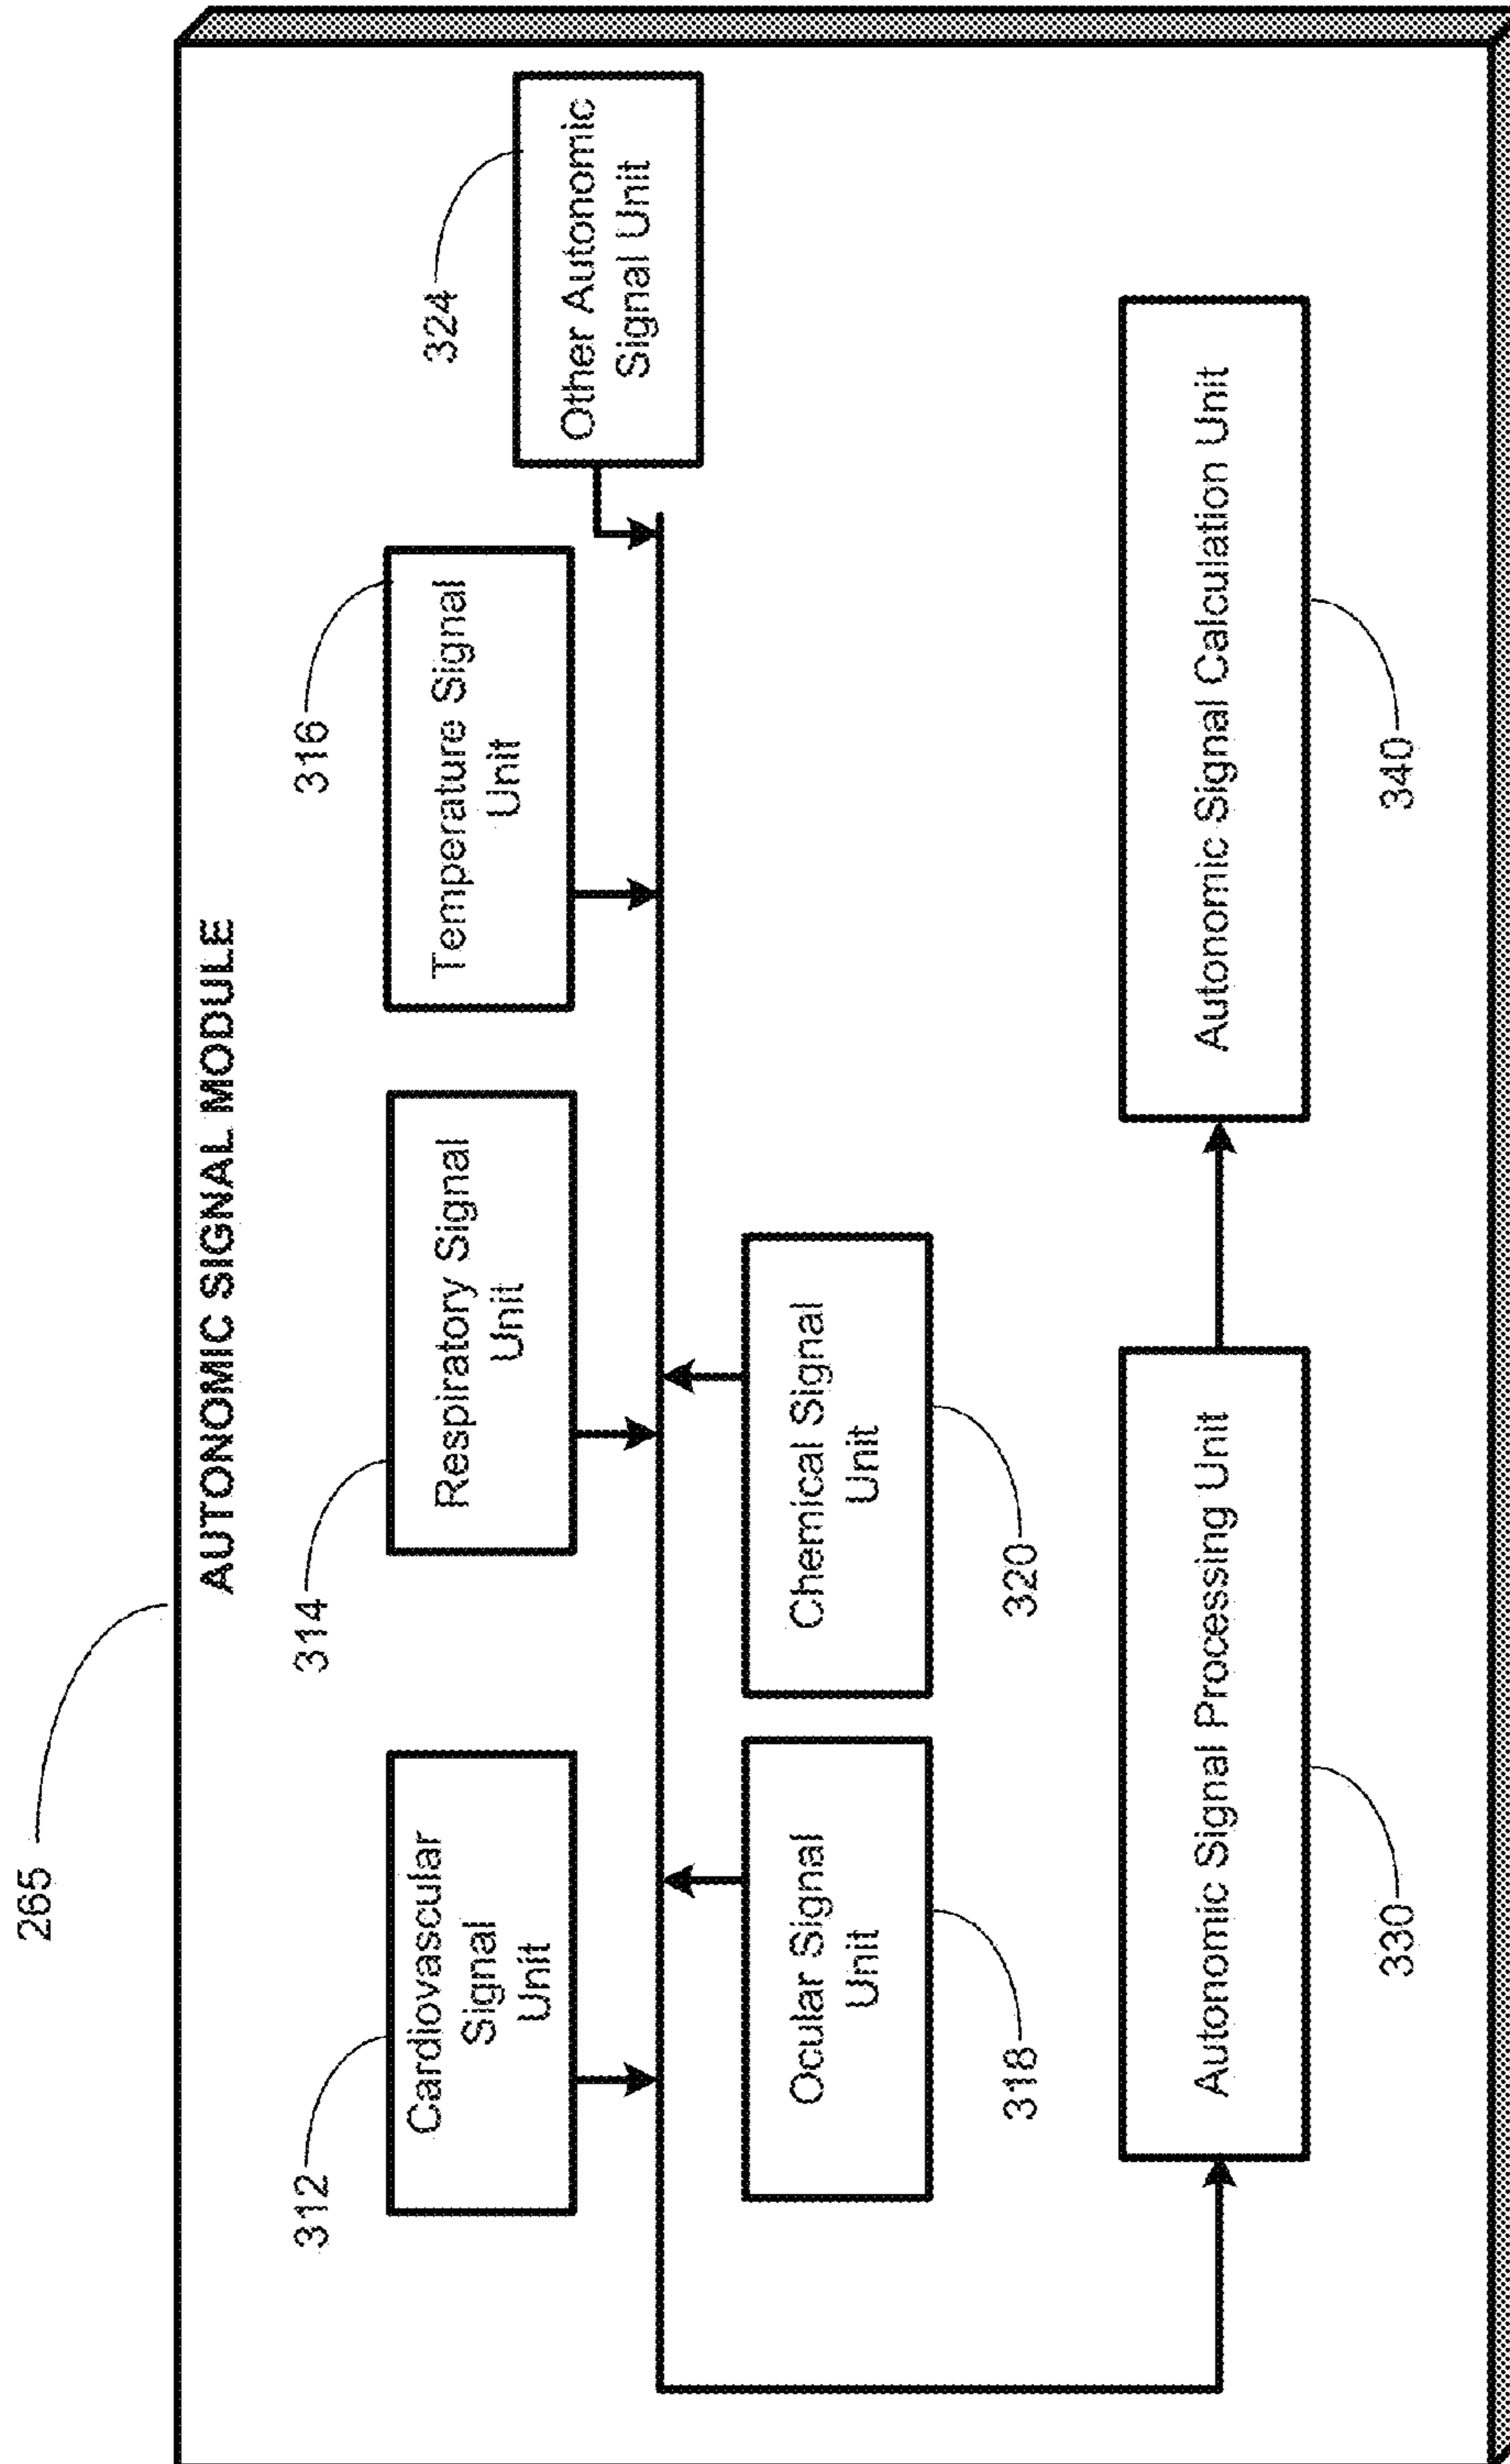 265
AUTONOMIC SIGNAL MODULE
312
Cardiovascular
Signal
Unit
314
Respiratory Signal
Unit
316
Temperature Signal
Unit
324
Other Autonomic
Signal Unit
318
Ocular Signal
Unit
320
Chemical Signal
Unit
330
Autonomic Signal Processing Unit
340
Autonomic Signal Calculation Unit